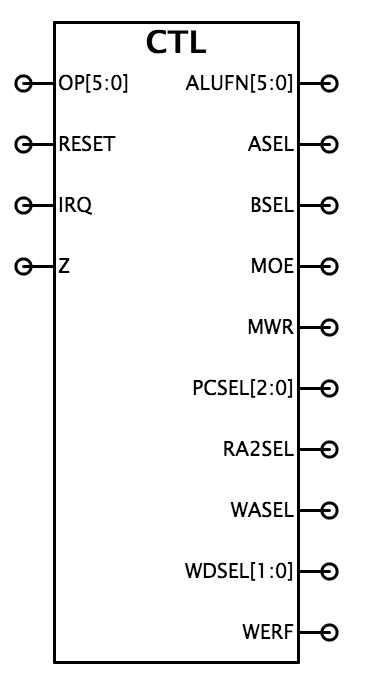 CTL
OP[5:0] ALUFN[5:0]
RESET ASEL
IRQ BSEL
Z MOE
MWR
PCSEL[2:0]
RA2SEL
WASEL
WDSEL[1:0]
WERF